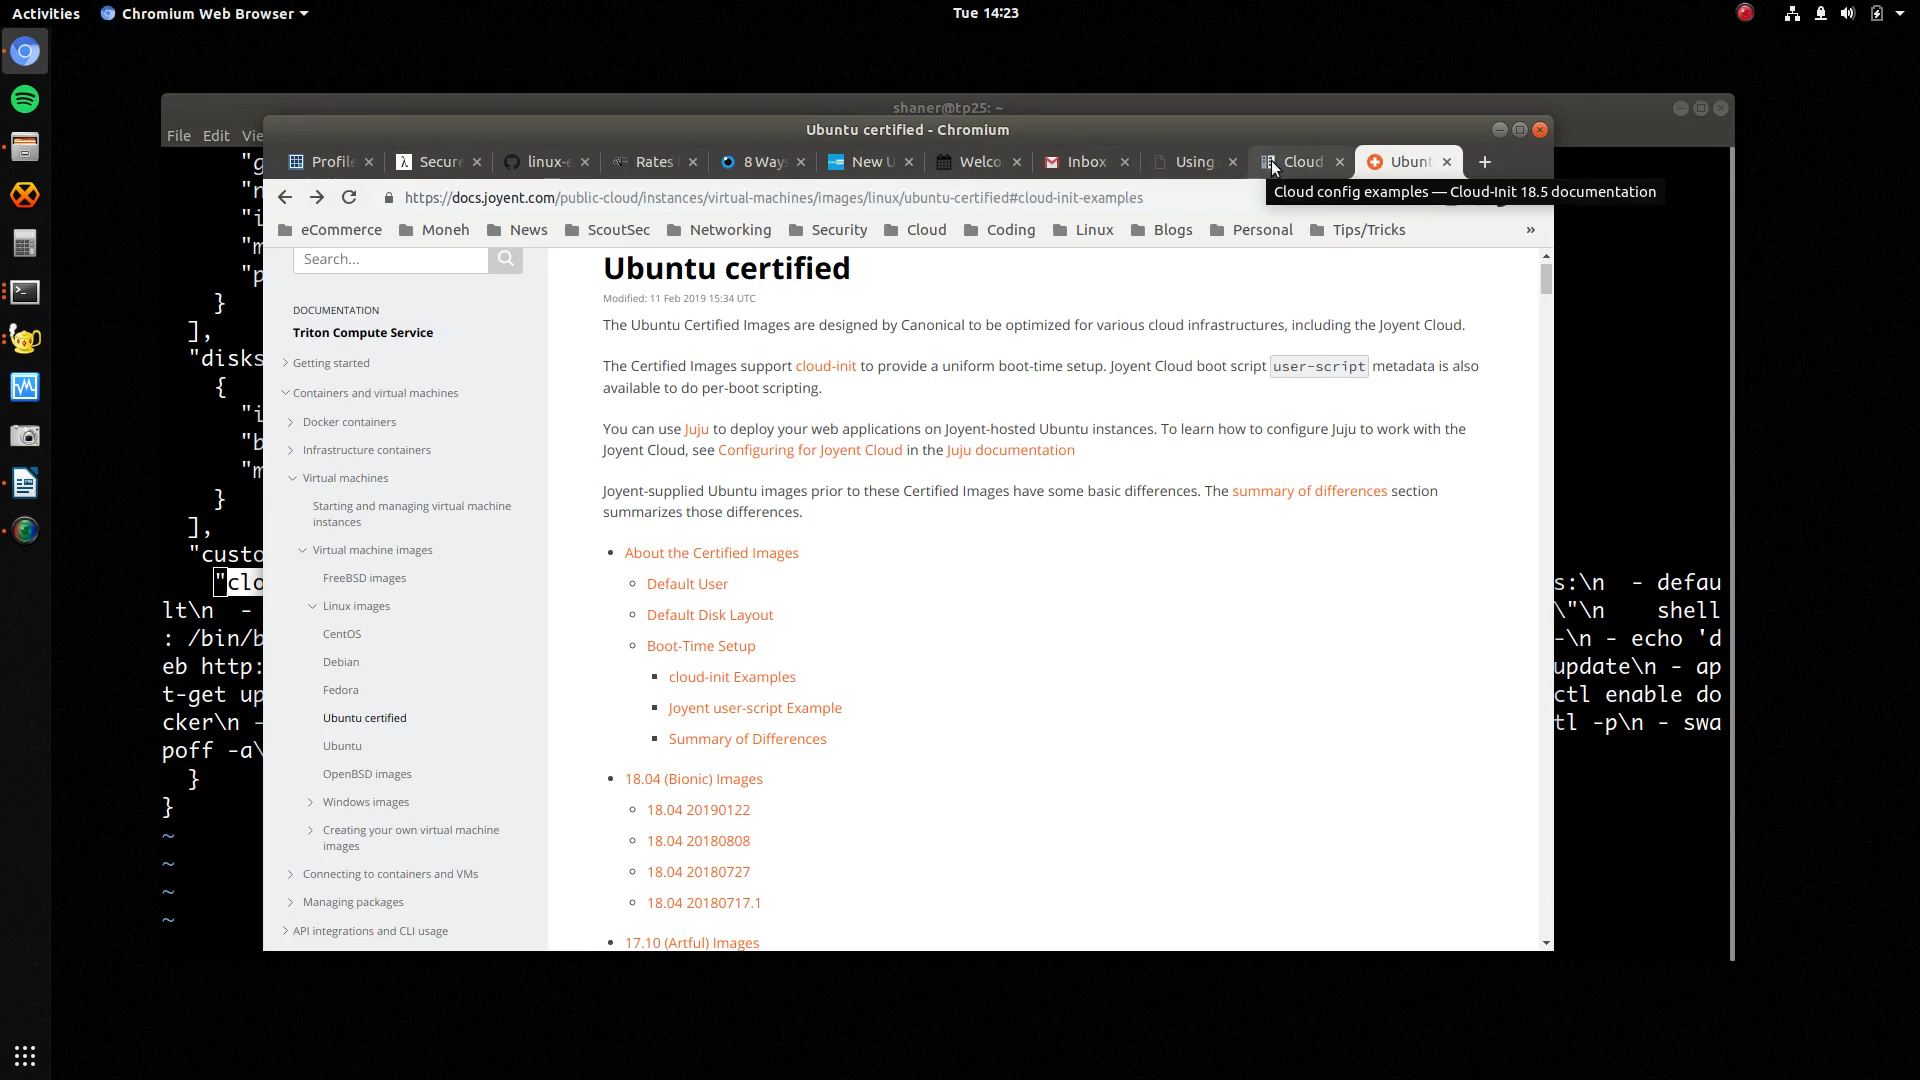 Activities
Chromium Web Browser
Tue 14:23
shaner@tp25: ~
File Edit Vie
Ubuntu certified - Chromium
Profile
Secure
linux-e
Rates
8 Ways
New U
Welco
Inbox
Using
Cloud
Ubunt
https://docs.joyent.com/public-cloud/instances/virtual-machines/images/linux/ubuntu-certified#cloud-init-examples
Cloud config examples — Cloud-Init 18.5 documentation
eCommerce Moneh News ScoutSec Networking Security Cloud Coding Linux Blogs Personal Tips/Tricks »
Search...
DOCUMENTATION
Triton Compute Service
Getting started
Containers and virtual machines
Docker containers
Infrastructure containers
Virtual machines
Starting and managing virtual machine
instances
Virtual machine images
FreeBSD images
Linux images
CentOS
Debian
Fedora
Ubuntu certified
Ubuntu
OpenBSD images
Windows images
Creating your own virtual machine
images
Connecting to containers and VMs
Managing packages
API integrations and CLI usage
Ubuntu certified
Modified: 11 Feb 2019 15:34 UTC
The Ubuntu Certified Images are designed by Canonical to be optimized for various cloud infrastructures, including the Joyent Cloud.
The Certified Images support cloud-init to provide a uniform boot-time setup. Joyent Cloud boot script user-script metadata is also
available to do per-boot scripting.
You can use Juju to deploy your web applications on Joyent-hosted Ubuntu instances. To learn how to configure Juju to work with the
Joyent Cloud, see Configuring for Joyent Cloud in the Juju documentation
Joyent-supplied Ubuntu images prior to these Certified Images have some basic differences. The summary of differences section
summarizes those differences.
About the Certified Images
Default User
Default Disk Layout
Boot-Time Setup
cloud-init Examples
Joyent user-script Example
Summary of Differences
18.04 (Bionic) Images
18.04 20190122
18.04 20180808
18.04 20180727
18.04 20180717.1
17.10 (Artful) Images
"g
"n
"i
"m
"p
}
],
"disks
{
"i
"b
"m
}
],
"custo
"clo
lt\n -
: /bin/b
eb http:
t-get up
cker\n -
poff -a\
}
}
~
~
~
~
s:\n - defau
\"\n shell
-\n - echo 'd
update\n - ap
ctl enable do
tl -p\n - swa